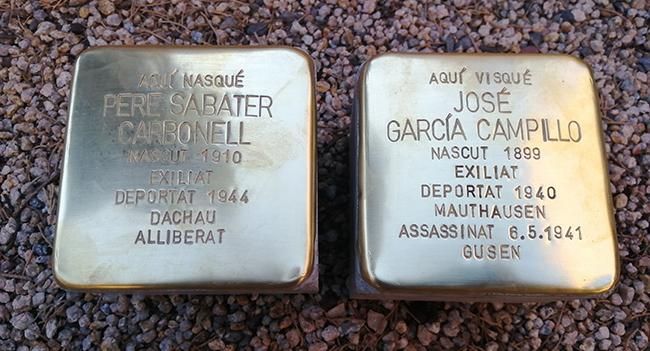 AQUÍ NASQUÉ
PERE SABATER
CARBONELL
NASCUT 1910
EXILIAT
DEPORTAT 1944
DACHAU
ALLIBERAT
AQUÍ VISQUÉ
JOSÉ
GARCÍA CAMPILLO
NASCUT 1899
EXILIAT
DEPORTAT 1940
MAUTHAUSEN
ASSASSINAT 6.5.1941
GUSEN